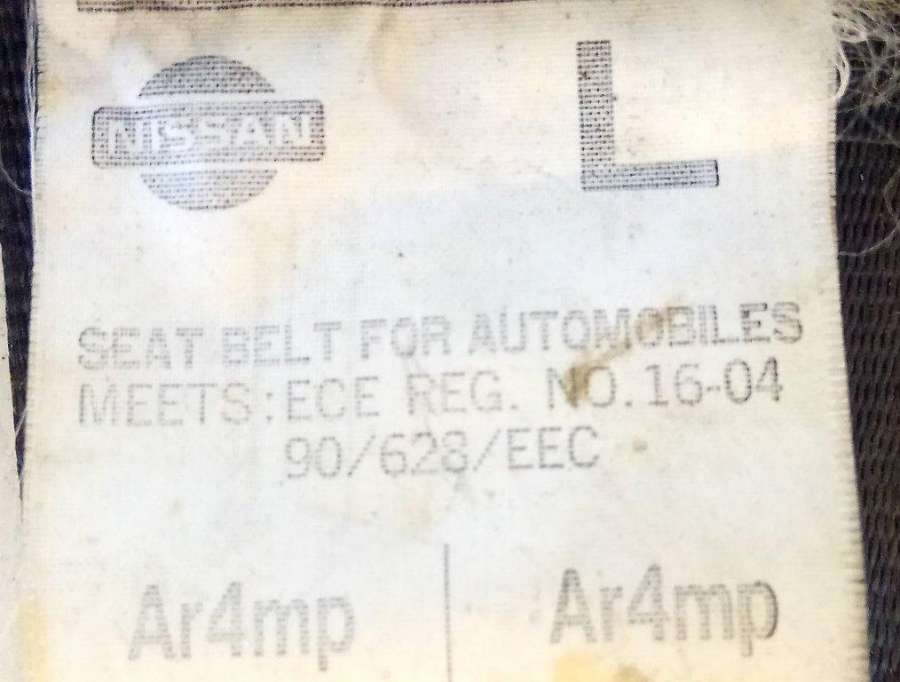 NISSAN L
SEAT BELT FOR AUTOMOBILES
MEETS:ECE REG. NO.16-04
90/628/EEC
Ar4mp Ar4mp